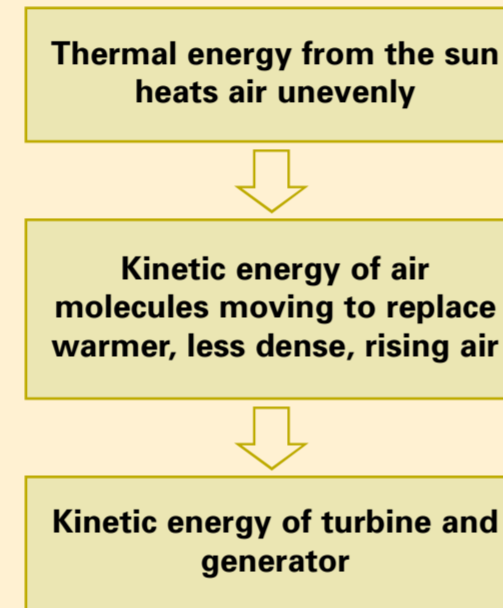 Thermal energy from the sun
heats air unevenly
Kinetic energy of air
molecules moving to replace
warmer, less dense, rising air
Kinetic energy of turbine and
generator